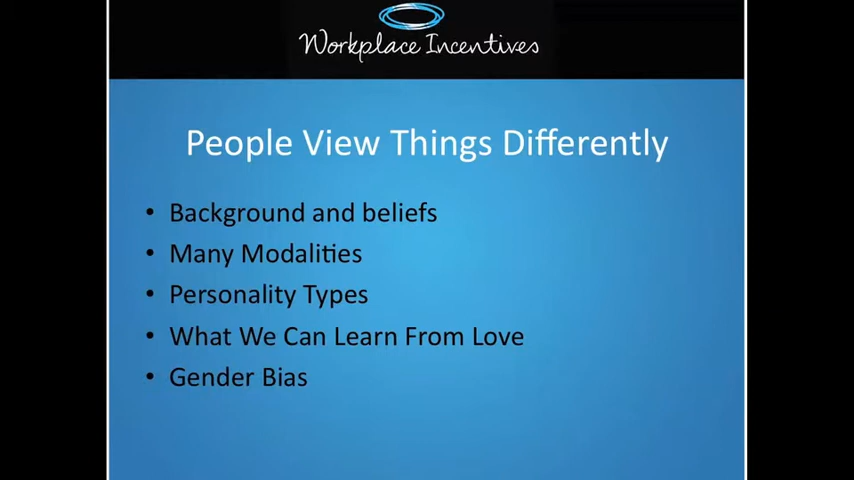 Workplace Incentives
People View Things Differently
• Background and beliefs
• Many Modalities
• Personality Types
• What We Can Learn From Love
• Gender Bias